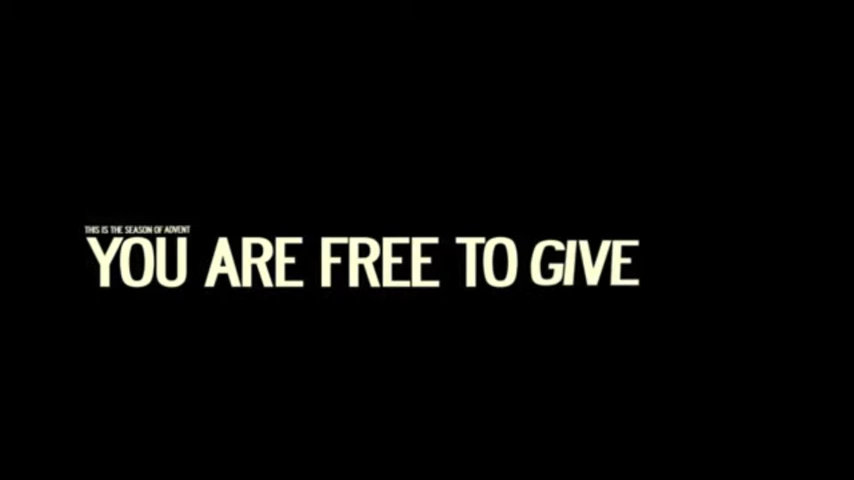 THIS IS THE SEASON OF ADVENT
YOU ARE FREE TO GIVE